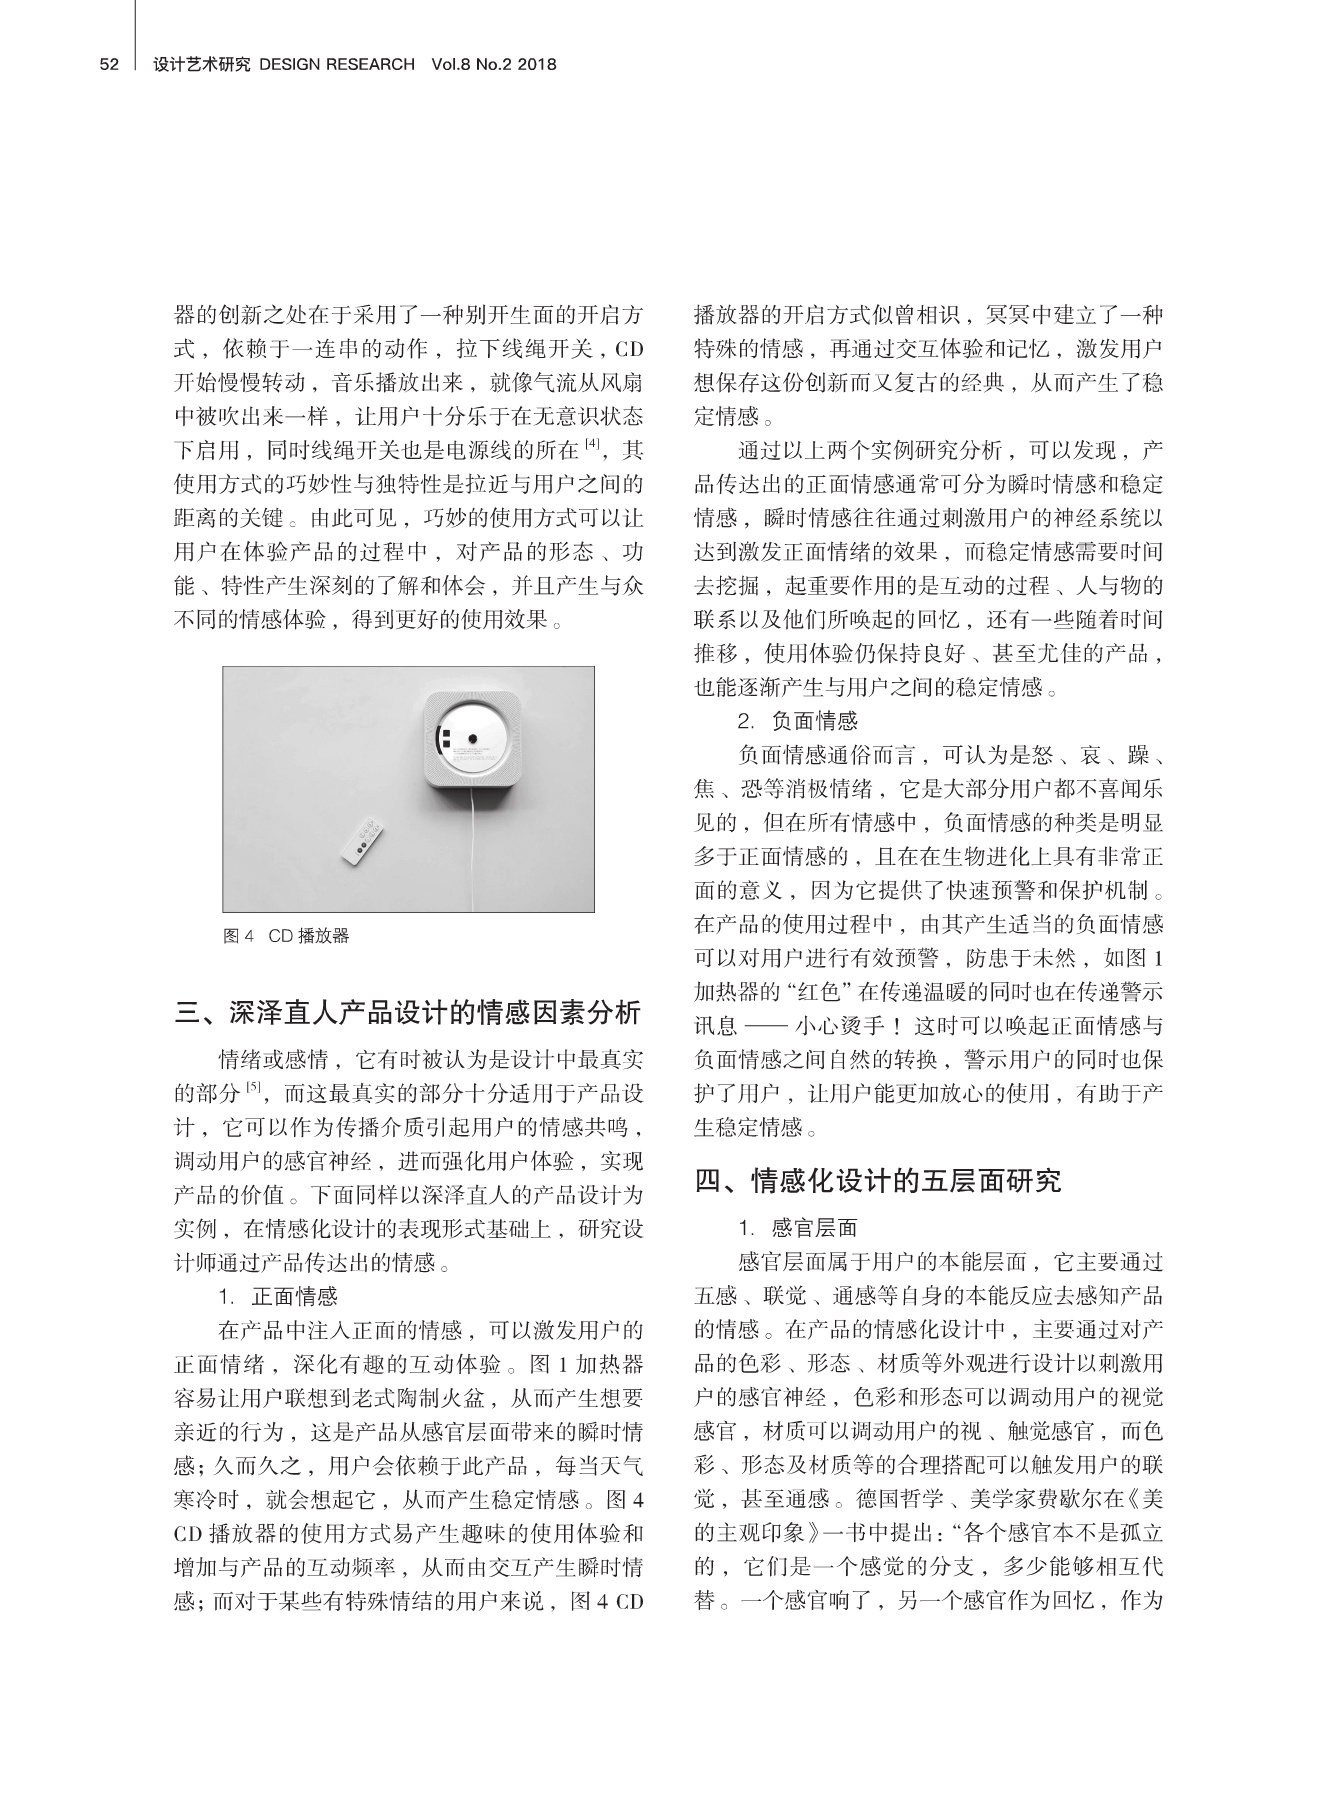 52 设计艺术研究 DESIGN RESEARCH Vol.8 No.2 2018
器的创新之处在于采用了一种别开生面的开启方
式，依赖于一连串的动作，拉下线绳开关，CD
开始慢慢转动，音乐播放出来，就像气流从风扇
中被吹出来一样，让用户十分乐于在无意识状态
下启用，同时线绳开关也是电源线的所在[4]，其
使用方式的巧妙性与独特性是拉近与用户之间的
距离的关键。由此可见，巧妙的使用方式可以让
用户在体验产品的过程中，对产品的形态、功
能、特性产生深刻的了解和体会，并且产生与众
不同的情感体验，得到更好的使用效果。
图 4 CD 播放器
三、深泽直人产品设计的情感因素分析
情绪或感情，它有时被认为是设计中最真实
的部分[5]，而这最真实的部分十分适用于产品设
计，它可以作为传播介质引起用户的情感共鸣，
调动用户的感官神经，进而强化用户体验，实现
产品的价值。下面同样以深泽直人的产品设计为
实例，在情感化设计的表现形式基础上，研究设
计师通过产品传达出的情感。
1. 正面情感
在产品中注入正面的情感，可以激发用户的
正面情绪，深化有趣的互动体验。图 1 加热器
容易让用户联想到老式陶制火盆，从而产生想要
亲近的行为，这是产品从感官层面带来的瞬时情
感；久而久之，用户会依赖于此产品，每当天气
寒冷时，就会想起它，从而产生稳定情感。图 4
CD 播放器的使用方式易产生趣味的使用体验和
增加与产品的互动频率，从而由交互产生瞬时情
感；而对于某些有特殊情结的用户来说，图 4 CD
播放器的开启方式似曾相识，冥冥中建立了一种
特殊的情感，再通过交互体验和记忆，激发用户
想保存这份创新而又复古的经典，从而产生了稳
定情感。
通过以上两个实例研究分析，可以发现，产
品传达出的正面情感通常可分为瞬时情感和稳定
情感，瞬时情感往往通过刺激用户的神经系统以
达到激发正面情绪的效果，而稳定情感需要时间
去挖掘，起重要作用的是互动的过程、人与物的
联系以及他们所唤起的回忆，还有一些随着时间
推移，使用体验仍保持良好、甚至尤佳的产品，
也能逐渐产生与用户之间的稳定情感。
2. 负面情感
负面情感通俗而言，可认为是怒、哀、躁、
焦、恐等消极情绪，它是大部分用户都不喜闻乐
见的，但在所有情感中，负面情感的种类是明显
多于正面情感的，且在在生物进化上具有非常正
面的意义，因为它提供了快速预警和保护机制。
在产品的使用过程中，由其产生适当的负面情感
可以对用户进行有效预警，防患于未然，如图 1
加热器的“红色”在传递温暖的同时也在传递警示
讯息 —— 小心烫手！这时可以唤起正面情感与
负面情感之间自然的转换，警示用户的同时也保
护了用户，让用户能更加放心的使用，有助于产
生稳定情感。
四、情感化设计的五层面研究
1. 感官层面
感官层面属于用户的本能层面，它主要通过
五感、联觉、通感等自身的本能反应去感知产品
的情感。在产品的情感化设计中，主要通过对产
品的色彩、形态、材质等外观进行设计以刺激用
户的感官神经，色彩和形态可以调动用户的视觉
感官，材质可以调动用户的视、触觉感官，而色
彩、形态及材质等的合理搭配可以触发用户的联
觉，甚至通感。德国哲学、美学家费歇尔在《美
的主观印象》一书中提出：“各个感官本不是孤立
的，它们是一个感觉的分支，多少能够相互代
替。一个感官响了，另一个感官作为回忆，作为